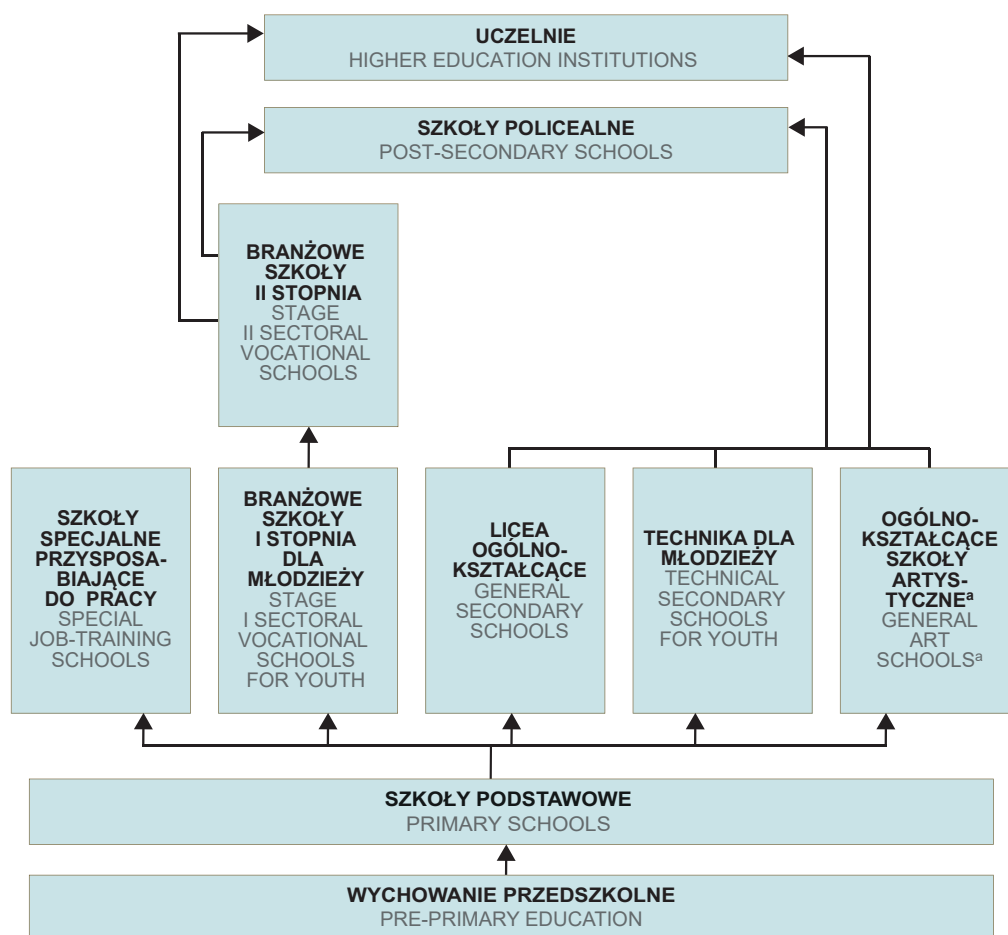 UCZELNIE
HIGHER EDUCATION INSTITUTIONS
SZKOŁY POLICEALNE
POST-SECONDARY SCHOOLS
BRANŻOWE
SZKOŁY
II STOPNIA
STAGE
II SECTORAL
VOCATIONAL
SCHOOLS
SZKOŁY
SPECJALNE
PRZYSPOSA-
BIAJĄCE
DO PRACY
SPECIAL
JOB-TRAINING
SCHOOLS
BRANŻOWE
SZKOŁY
I STOPNIA
DLA
MŁODZIEŻY
STAGE
I SECTORAL
VOCATIONAL
SCHOOLS
FOR YOUTH
LICEA
OGÓLNO-
KSZTAŁCĄCE
GENERAL
SECONDARY
SCHOOLS
TECHNIKA DLA
MŁODZIEŻY
TECHNICAL
SECONDARY
SCHOOLS
FOR YOUTH
OGÓLNO-
KSZTAŁCĄCE
SZKOŁY
ARTYS-
TYCZNEᵃ
GENERAL
ART
SCHOOLSᵃ
SZKOŁY PODSTAWOWE
PRIMARY SCHOOLS
WYCHOWANIE PRZEDSZKOLNE
PRE-PRIMARY EDUCATION